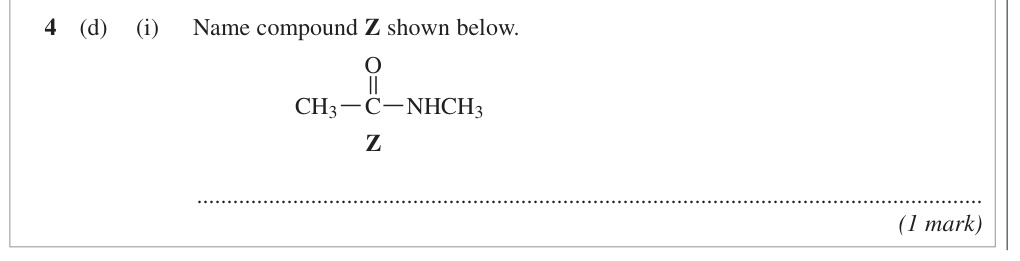 4 (d) (i) Name compound Z shown below.
O
||
CH₃—C—NHCH₃
Z
(1 mark)